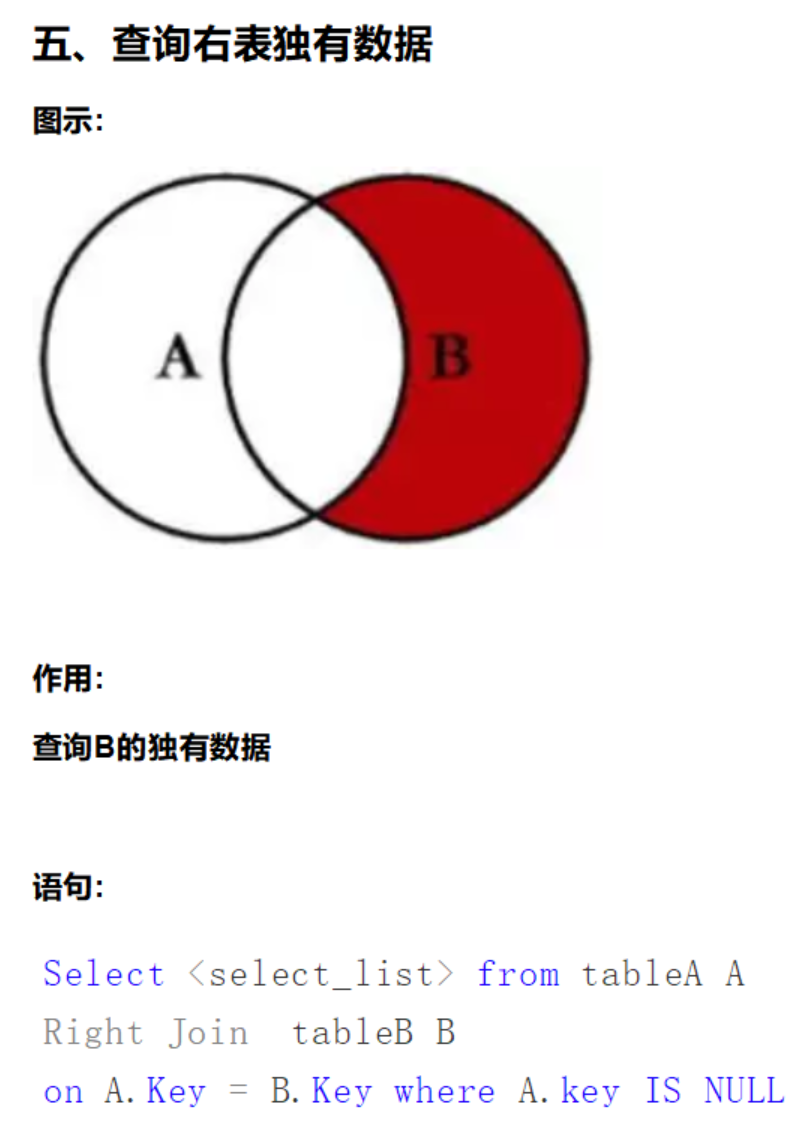 五、查询右表独有数据
图示:
A B
作用:
查询B的独有数据
语句:
Select <select_list> from tableA A
Right Join  tableB B
on A.Key = B.Key where A.key IS NULL